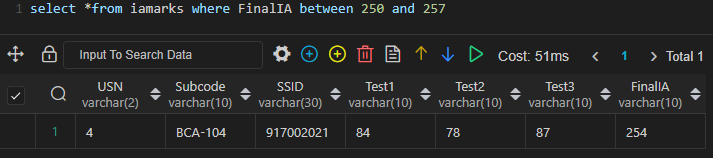 1 select *from iamarks where FinalIA between 250 and 257
Input To Search Data Cost: 51ms 1 Total 1
USN Subcode SSID Test1 Test2 Test3 FinalIA
varchar(2) varchar(10) varchar(30) varchar(10) varchar(10) varchar(10) varchar(10)
1 4 BCA-104 917002021 84 78 87 254